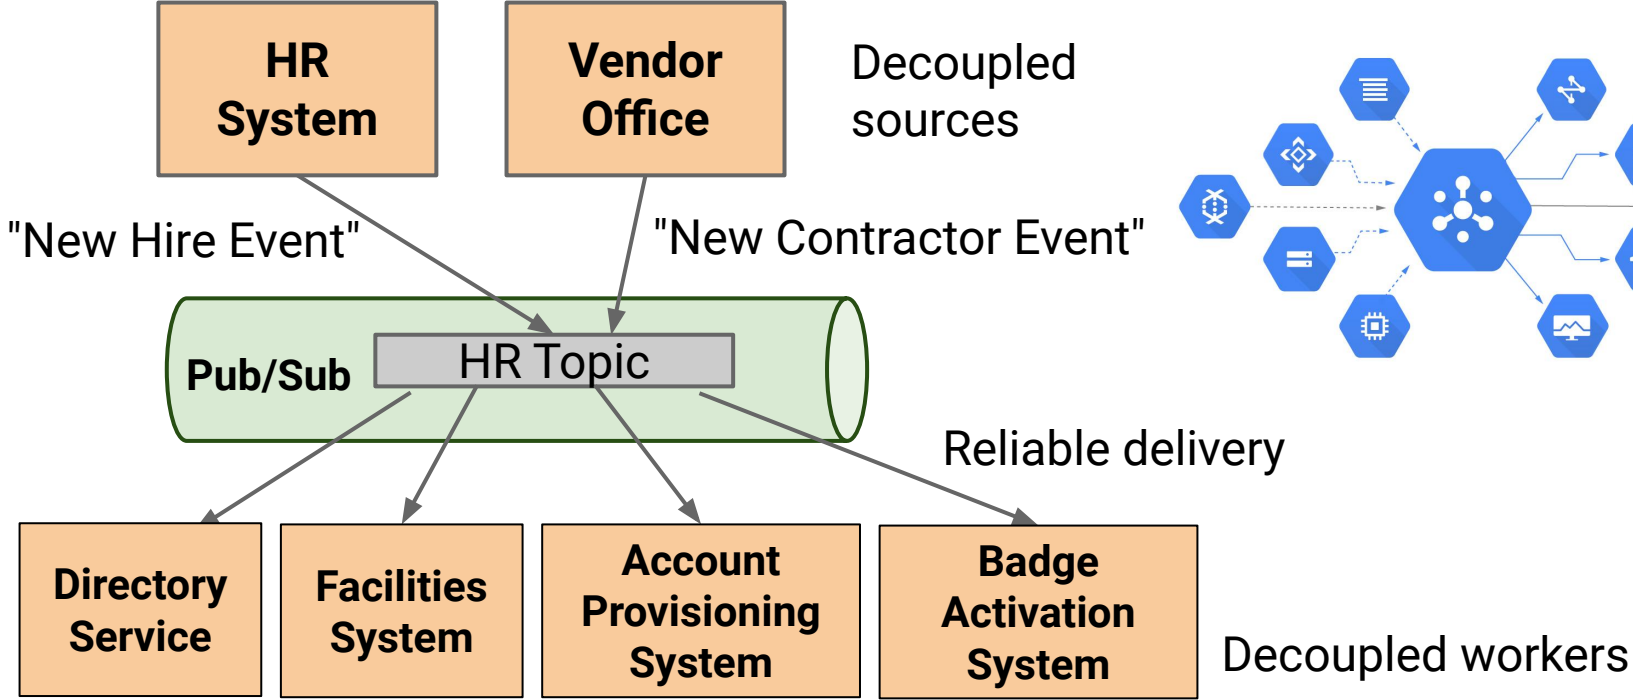 HR
System
Vendor
Office
Decoupled
sources
"New Hire Event"
"New Contractor Event"
Pub/Sub
HR Topic
Reliable delivery
Directory
Service
Facilities
System
Account
Provisioning
System
Badge
Activation
System
Decoupled workers